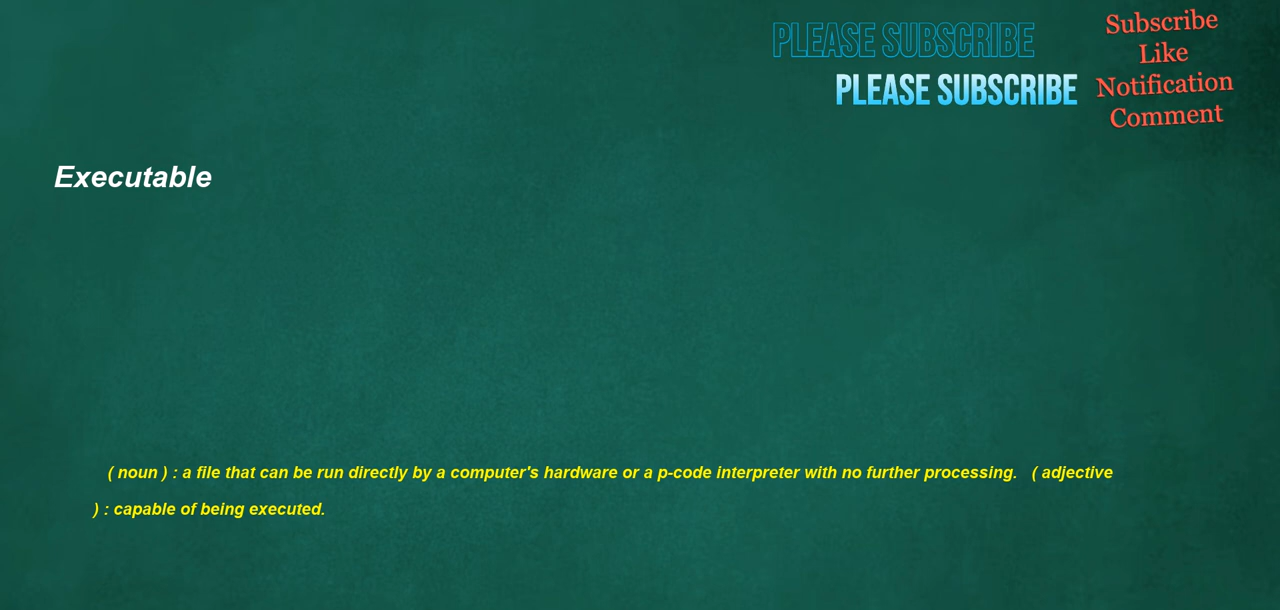 PLEASE SUBSCRIBE
PLEASE SUBSCRIBE
Subscribe
Like
Notification
Comment
Executable
( noun ) : a file that can be run directly by a computer's hardware or a p-code interpreter with no further processing. ( adjective
) : capable of being executed.